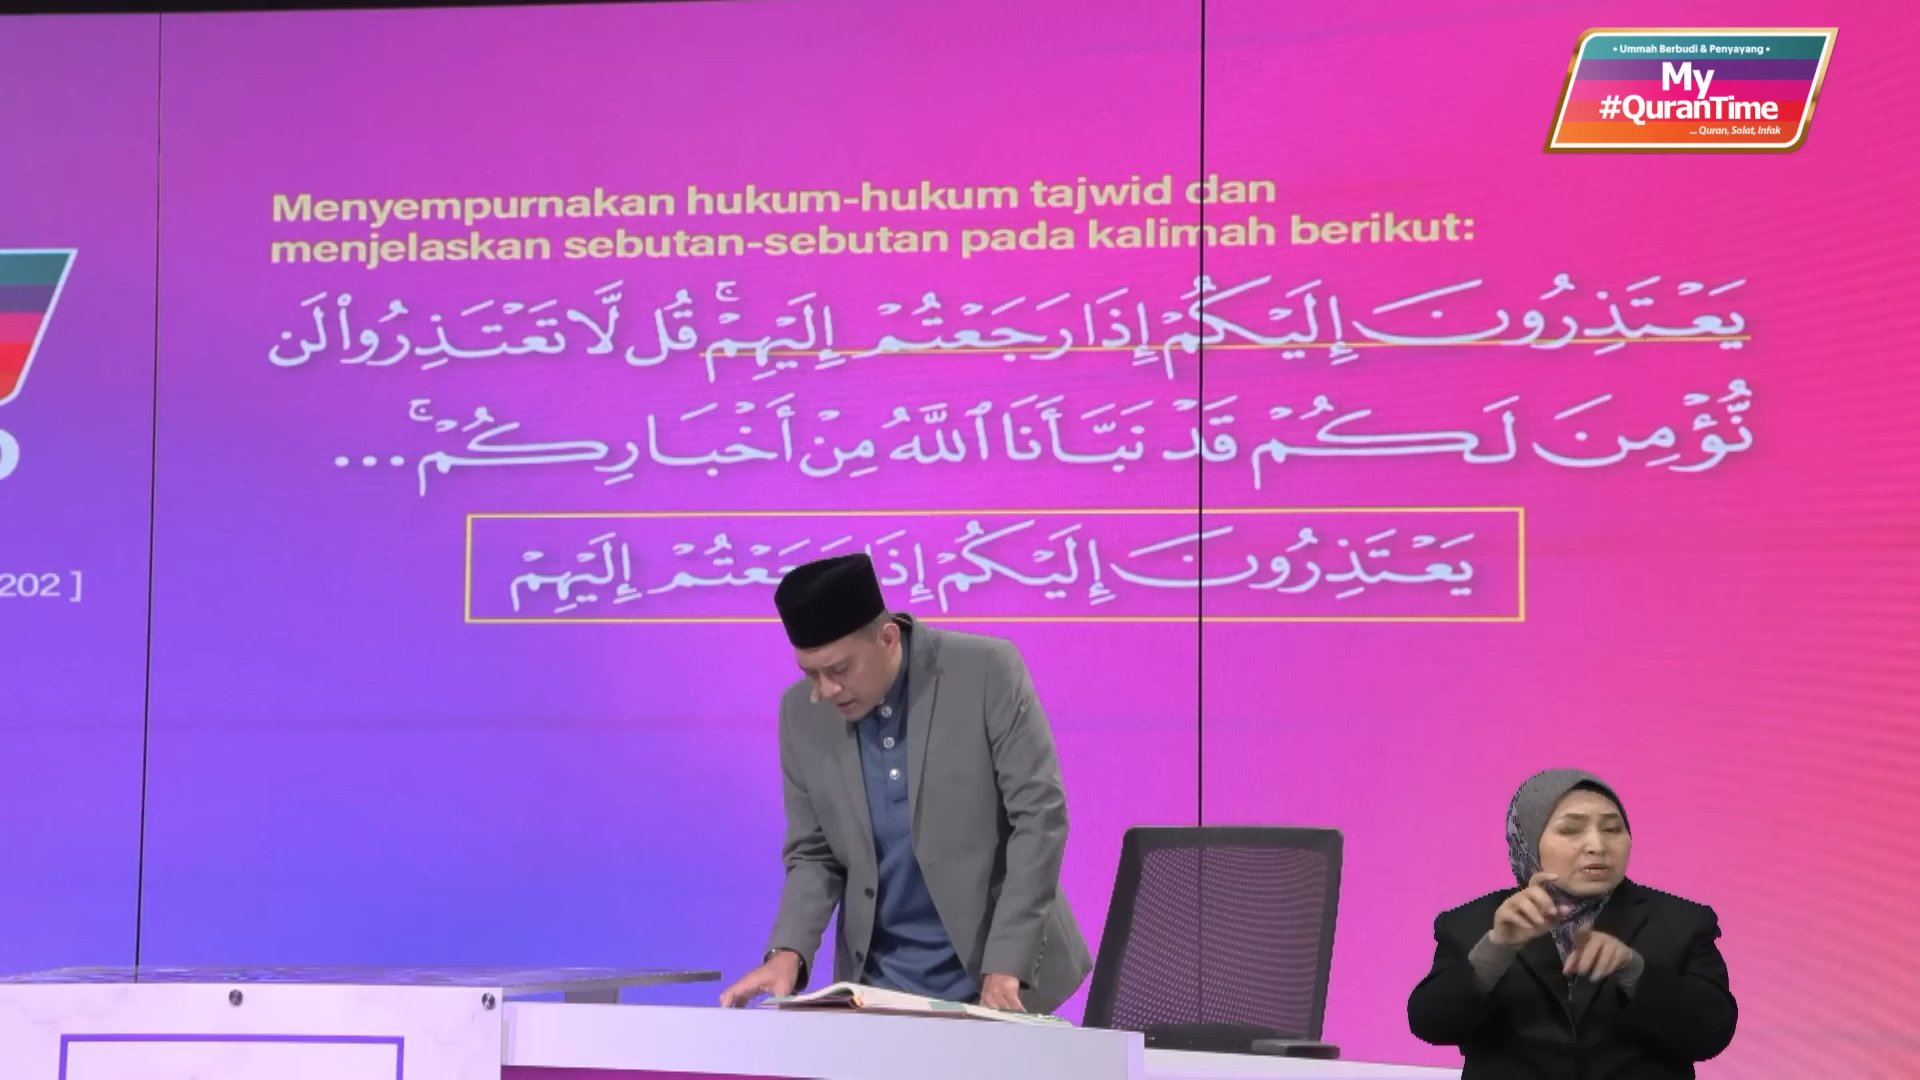 • Ummah Berbudi & Penyayang •
My
#QuranTime
... Quran, Solat, Infak
Menyempurnakan hukum-hukum tajwid dan
menjelaskan sebutan-sebutan pada kalimah berikut:
يَعْتَذِرُونَ إِلَيْكُمْ إِذَا رَجَعْتُمْ إِلَيْهِمْ ۚ قُل لَّا تَعْتَذِرُوا۟ لَن
نُّؤْمِنَ لَكُمْ قَدْ نَبَّأَنَا ٱللَّهُ مِنْ أَخْبَارِكُمْ ۚ ...
يَعْتَذِرُونَ إِلَيْكُمْ إِذَا جَعْتُمْ إِلَيْهِمْ
202 ]